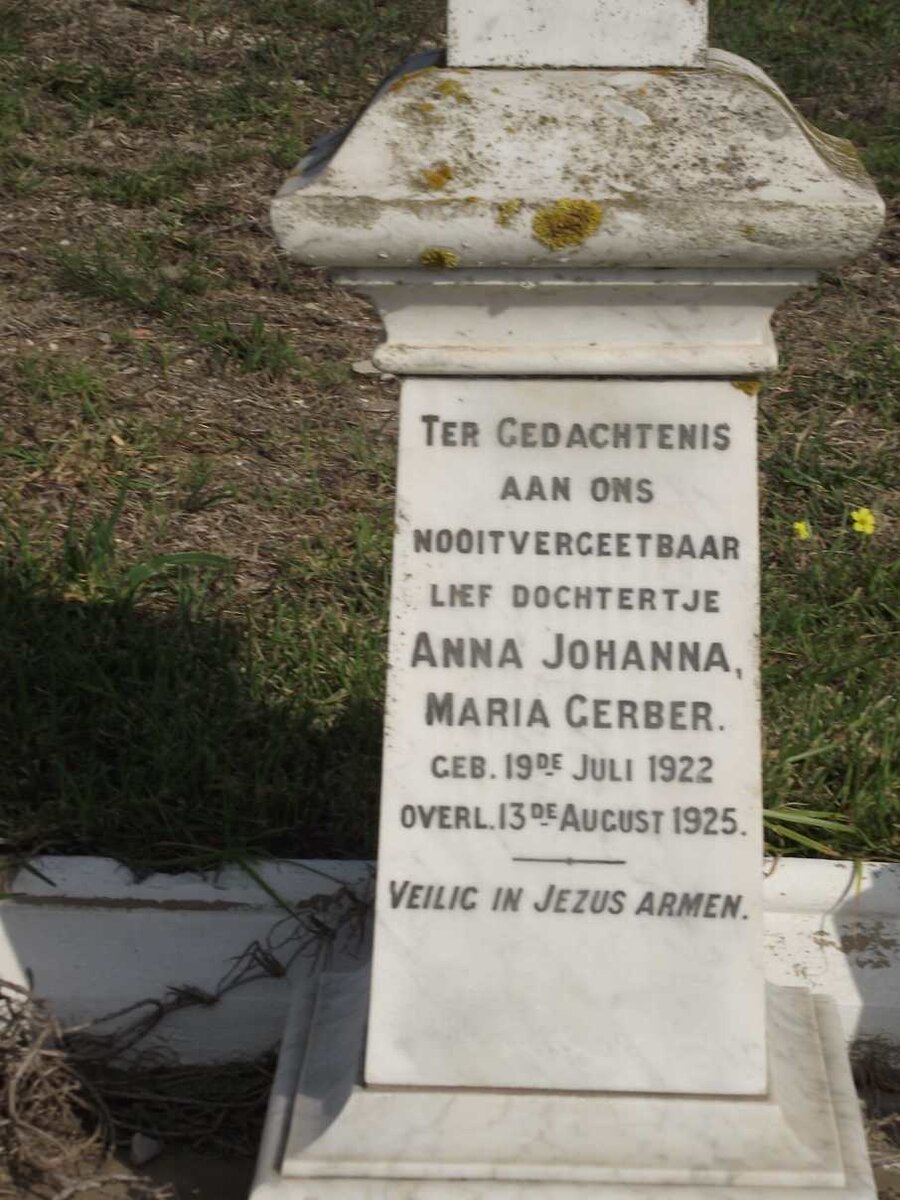 TER GEDACHTENIS
AAN ONS
NOOITVERGEETBAAR
LIEF DOCHTERTJE
ANNA JOHANNA,
MARIA GERBER.
GEB. 19DE JULI 1922
OVERL. 13DE AUGUST 1925.
VEILIG IN JEZUS ARMEN.